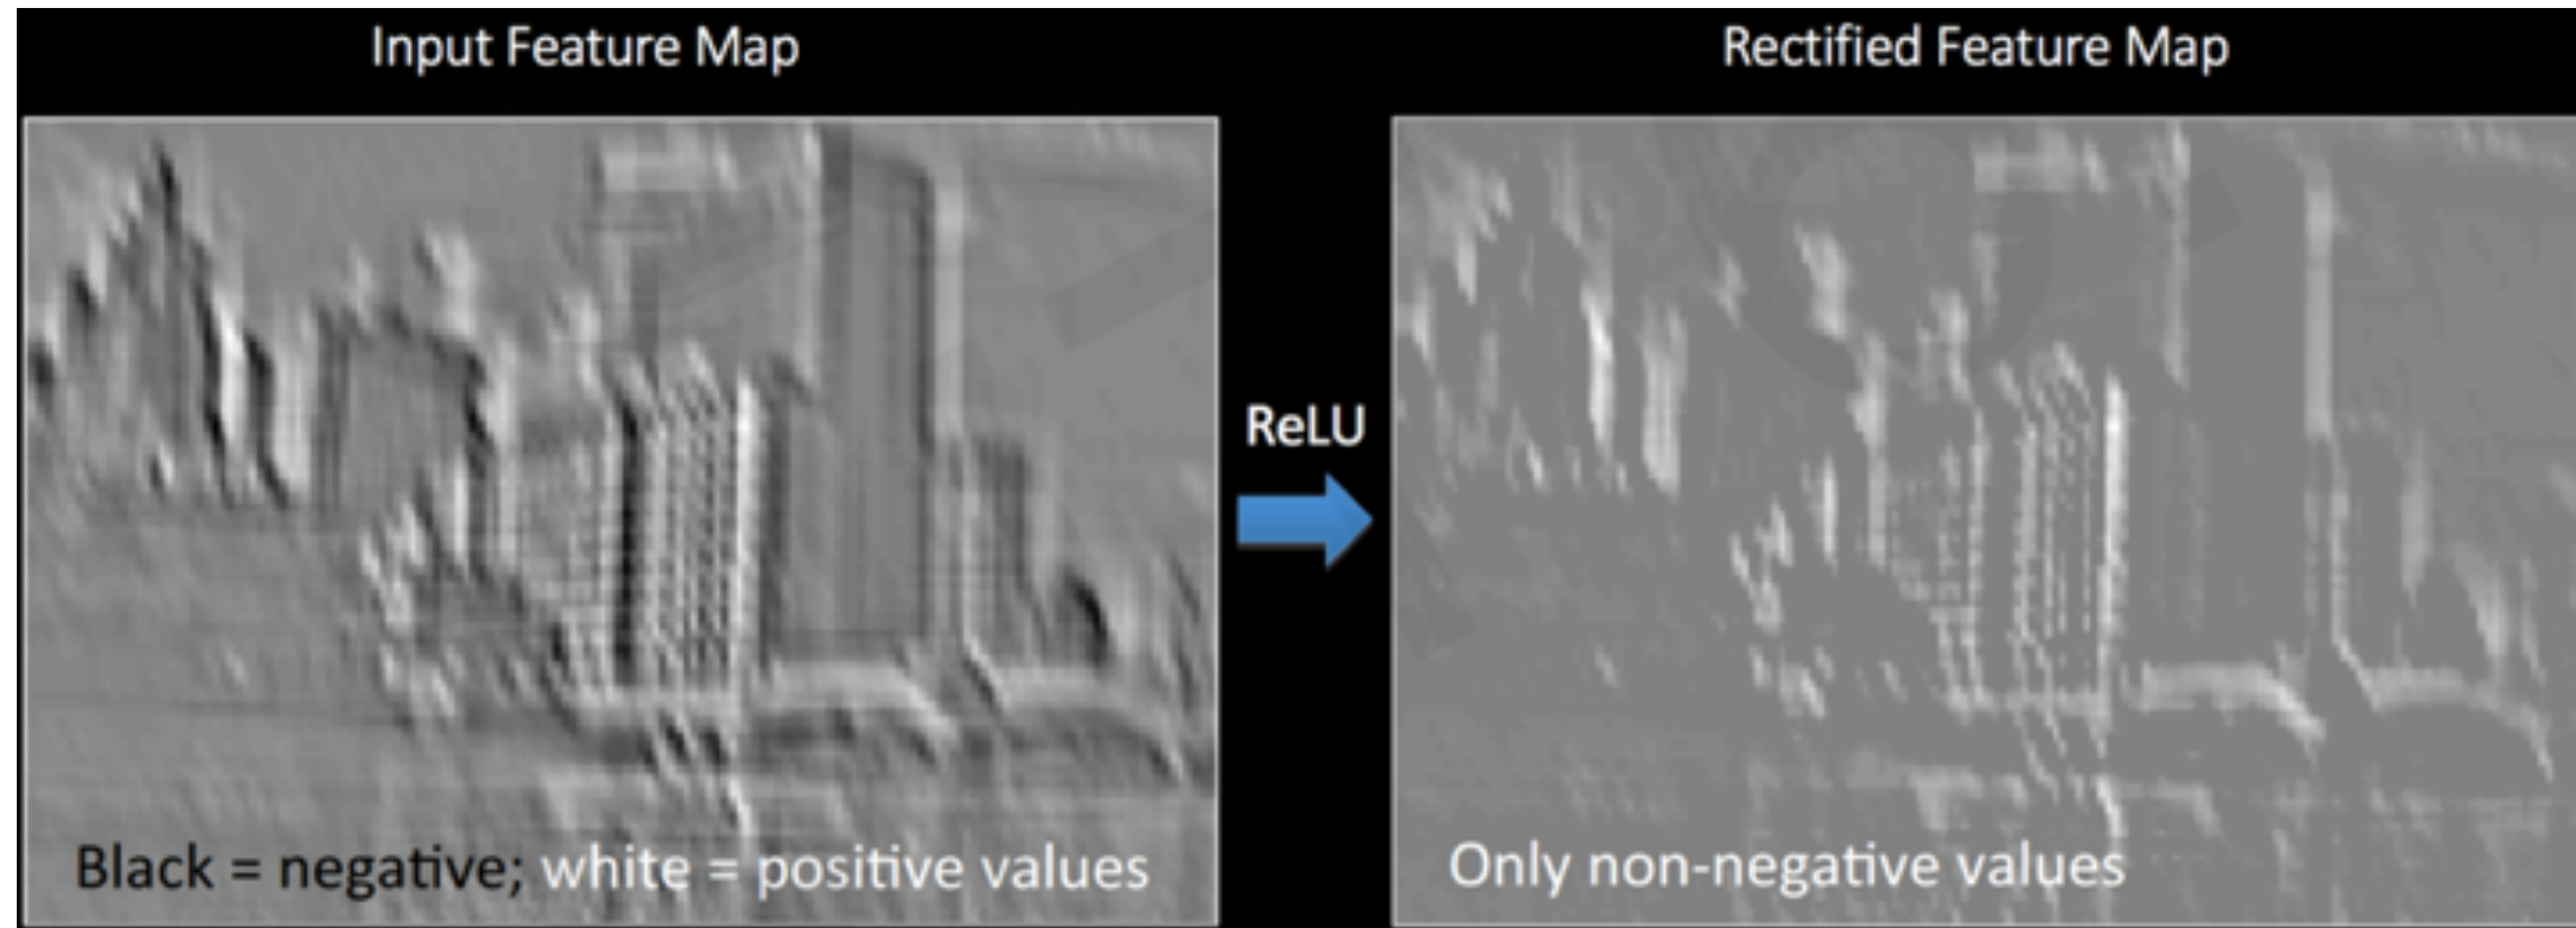 Input Feature Map
Rectified Feature Map
ReLU
Black = negative; white = positive values
Only non-negative values